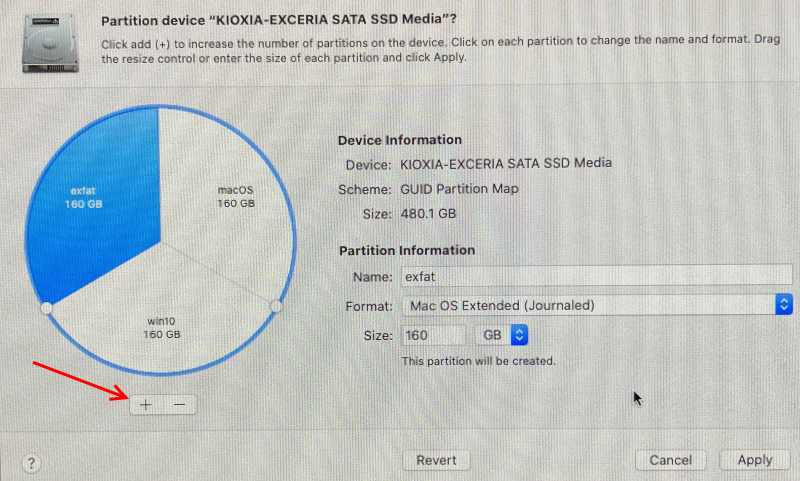 Partition device “KIOXIA-EXCERIA SATA SSD Media”?
Click add (+) to increase the number of partitions on the device. Click on each partition to change the name and format. Drag
the resize control or enter the size of each partition and click Apply.
exfat
160 GB
macOS
160 GB
win10
160 GB
+ −
Device Information
Device: KIOXIA-EXCERIA SATA SSD Media
Scheme: GUID Partition Map
Size: 480.1 GB
Partition Information
Name: exfat
Format: Mac OS Extended (Journaled)
Size: 160 GB
This partition will be created.
?
Revert
Cancel
Apply